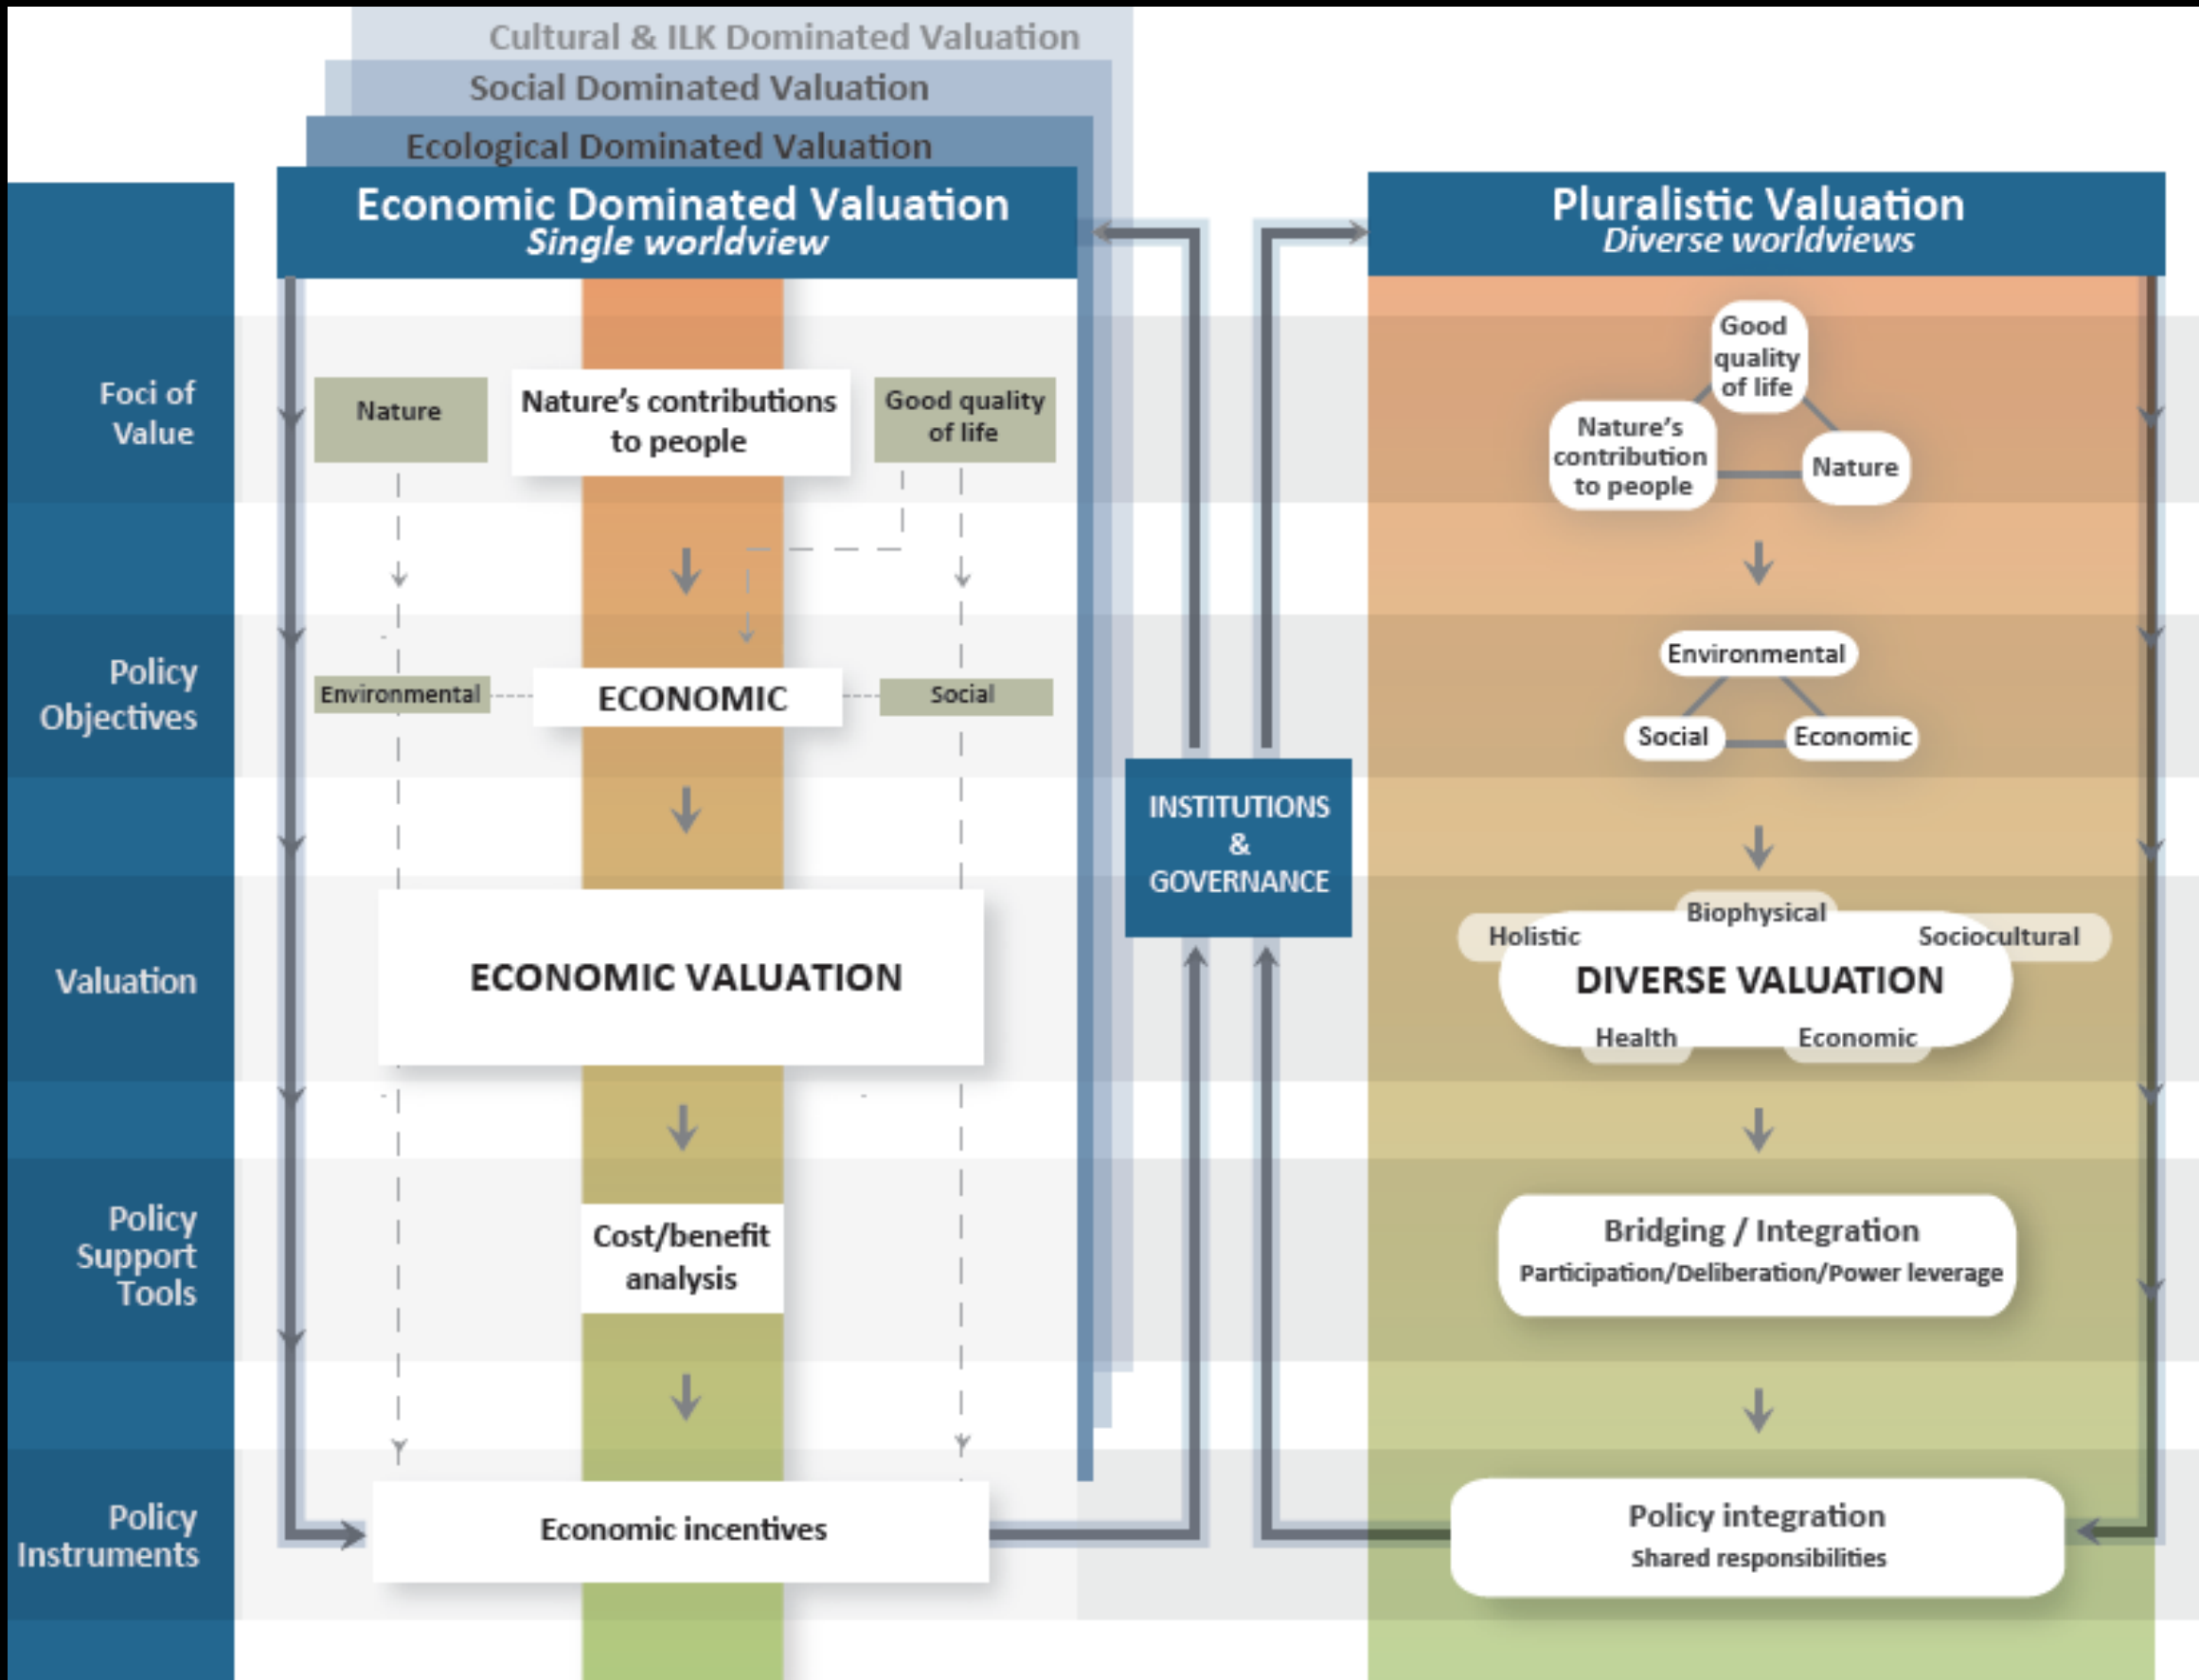 Cultural & ILK Dominated Valuation
Social Dominated Valuation
Ecological Dominated Valuation
Economic Dominated Valuation
Single worldview
Pluralistic Valuation
Diverse worldviews
Foci of
Value
Nature
Nature's contributions
to people
Good quality
of life
Good
quality
of life
Nature's
contribution
to people
Nature
Policy
Objectives
Environmental
ECONOMIC
Social
Environmental
Social
Economic
INSTITUTIONS
&
GOVERNANCE
Valuation
ECONOMIC VALUATION
Biophysical
Holistic
Sociocultural
DIVERSE VALUATION
Health
Economic
Policy
Support
Tools
Cost/benefit
analysis
Bridging / Integration
Participation/Deliberation/Power leverage
Policy
Instruments
Economic incentives
Policy integration
Shared responsibilities